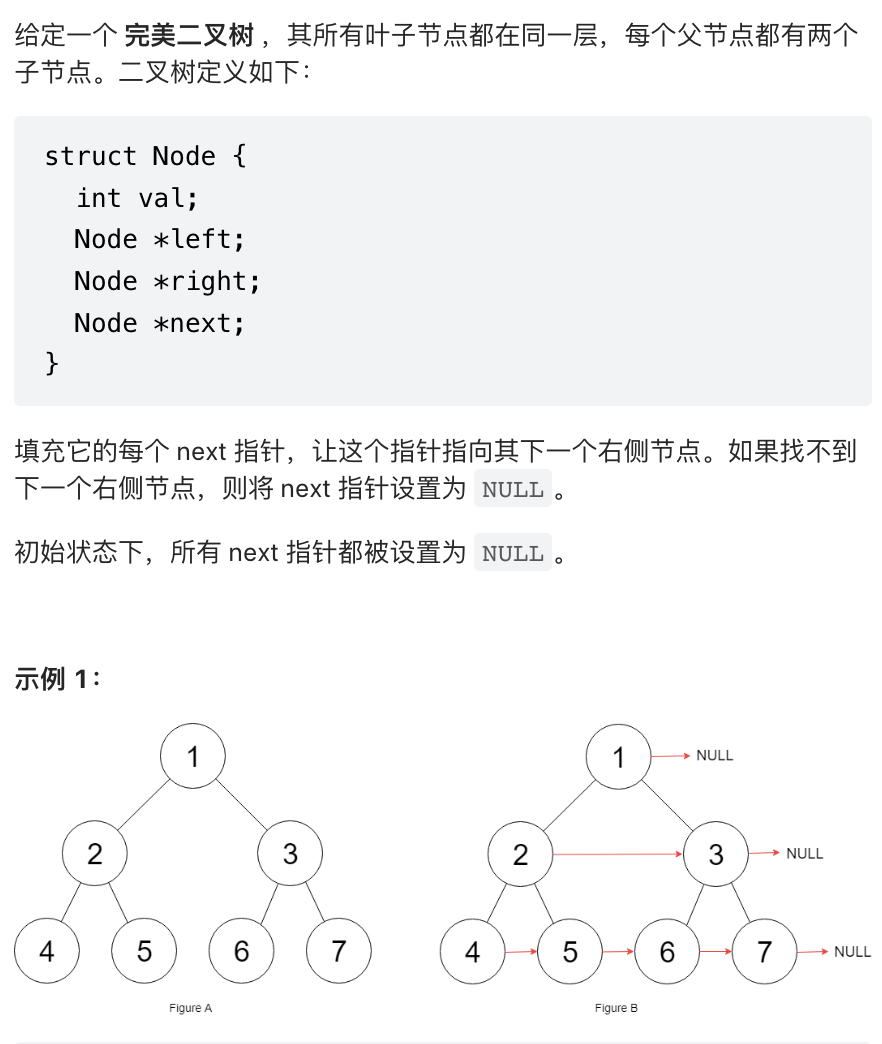 给定一个 完美二叉树 ，其所有叶子节点都在同一层，每个父节点都有两个
子节点。二叉树定义如下：
struct Node {
  int val;
  Node *left;
  Node *right;
  Node *next;
}
填充它的每个 next 指针，让这个指针指向其下一个右侧节点。如果找不到
下一个右侧节点，则将 next 指针设置为 NULL 。
初始状态下，所有 next 指针都被设置为 NULL 。
示例 1：
1
2 3
4 5 6 7
Figure A
1 NULL
2 3 NULL
4 5 6 7 NULL
Figure B